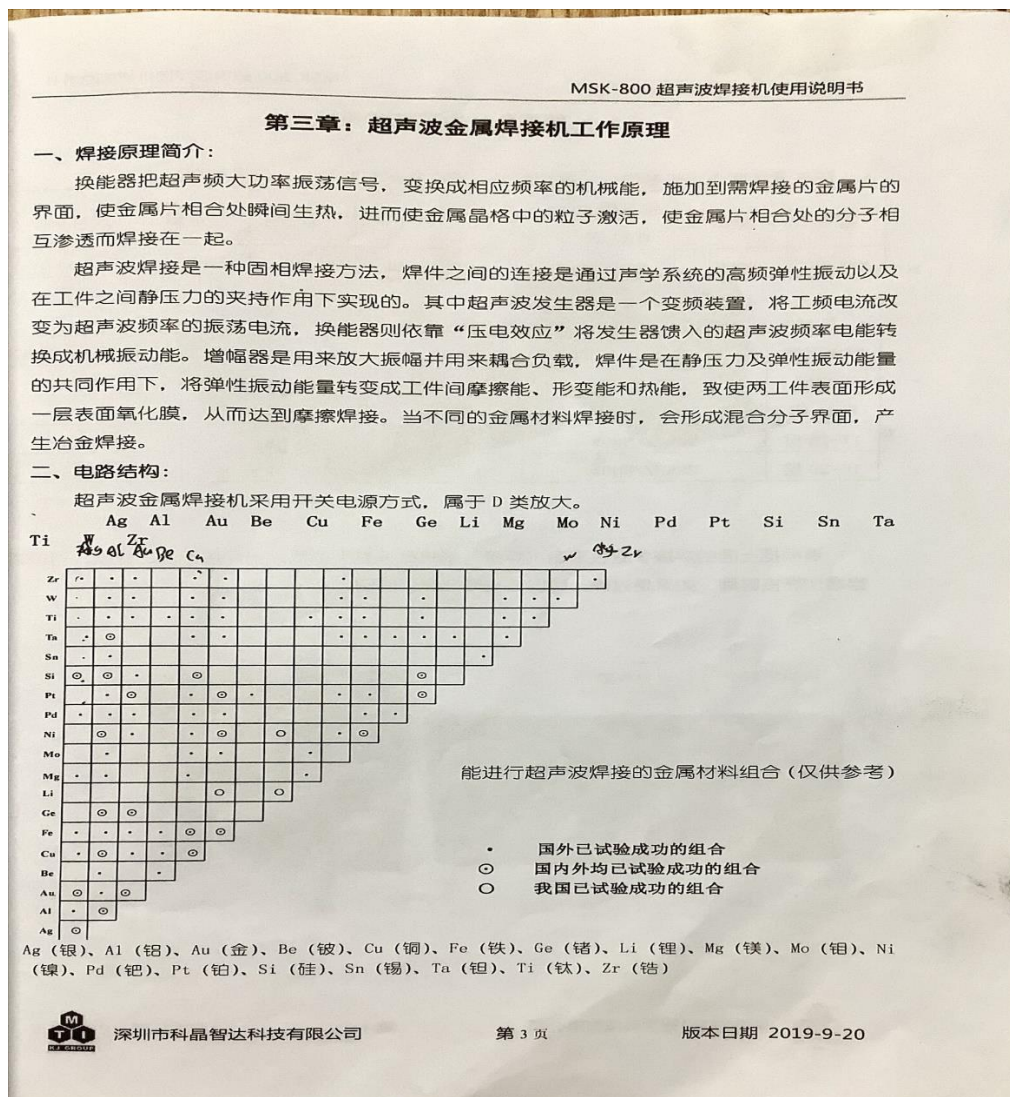 MSK-800 超声波焊接机使用说明书
第三章：超声波金属焊接机工作原理
一、焊接原理简介：
换能器把超声频大功率振荡信号，变换成相应频率的机械能，施加到需焊接的金属片的
界面，使金属片相合处瞬间生热，进而使金属晶格中的粒子激活，使金属片相合处的分子相
互渗透而焊接在一起。
超声波焊接是一种固相焊接方法，焊件之间的连接是通过声学系统的高频弹性振动以及
在工件之间静压力的夹持作用下实现的。其中超声波发生器是一个变频装置，将工频电流改
变为超声波频率的振荡电流，换能器则依靠“压电效应”将发生器馈入的超声波频率电能转
换成机械振动能。增幅器是用来放大振幅并用来耦合负载，焊件是在静压力及弹性振动能量
的共同作用下，将弹性振动能量转变成工件间摩擦能、形变能和热能，致使两工件表面形成
一层表面氧化膜，从而达到摩擦焊接。当不同的金属材料焊接时，会形成混合分子界面，产
生冶金焊接。
二、电路结构：
超声波金属焊接机采用开关电源方式，属于 D 类放大。
Ag Al Au Be Cu Fe Ge Li Mg Mo Ni Pd Pt Si Sn Ta
Ti W Zr
Ag Al Au Be Cu W Zr
Zr
W
Ti
Ta
Sn
Si
Pt
Pd
Ni
Mo
Mg
能进行超声波焊接的金属材料组合（仅供参考）
Li
Ge
Fe
Cu
Be
Au
Al
Ag
· 国外已试验成功的组合
⊙ 国内外均已试验成功的组合
○ 我国已试验成功的组合
Ag（银）、Al（铝）、Au（金）、Be（铍）、Cu（铜）、Fe（铁）、Ge（锗）、Li（锂）、Mg（镁）、Mo（钼）、Ni
（镍）、Pd（钯）、Pt（铂）、Si（硅）、Sn（锡）、Ta（钽）、Ti（钛）、Zr（锆）
MTI
KJ GROUP
深圳市科晶智达科技有限公司 第 3 页 版本日期 2019-9-20